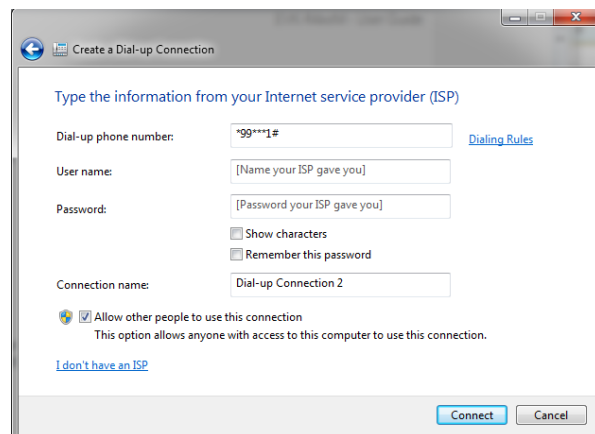 Create a Dial-up Connection
Type the information from your Internet service provider (ISP)
Dial-up phone number: *99***1# Dialing Rules
User name: [Name your ISP gave you]
Password: [Password your ISP gave you]
Show characters
Remember this password
Connection name: Dial-up Connection 2
Allow other people to use this connection
This option allows anyone with access to this computer to use this connection.
I don't have an ISP
Connect Cancel